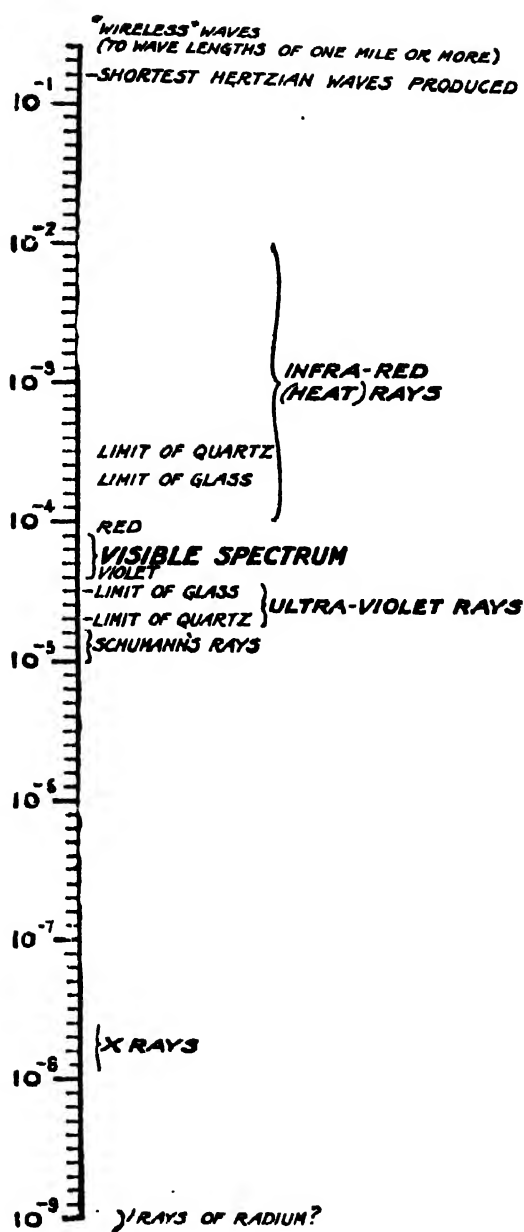 "WIRELESS" WAVES
(TO WAVE LENGTHS OF ONE MILE OR MORE)
SHORTEST HERTZIAN WAVES PRODUCED
10⁻¹
10⁻²
INFRA-RED
10⁻³
(HEAT) RAYS
LIMIT OF QUARTZ
LIMIT OF GLASS
10⁻⁴
RED
VISIBLE SPECTRUM
VIOLET
LIMIT OF GLASS
ULTRA-VIOLET RAYS
LIMIT OF QUARTZ
SCHUMANN'S RAYS
10⁻⁵
10⁻⁶
10⁻⁷
X RAYS
10⁻⁸
10⁻⁹
RAYS OF RADIUM?